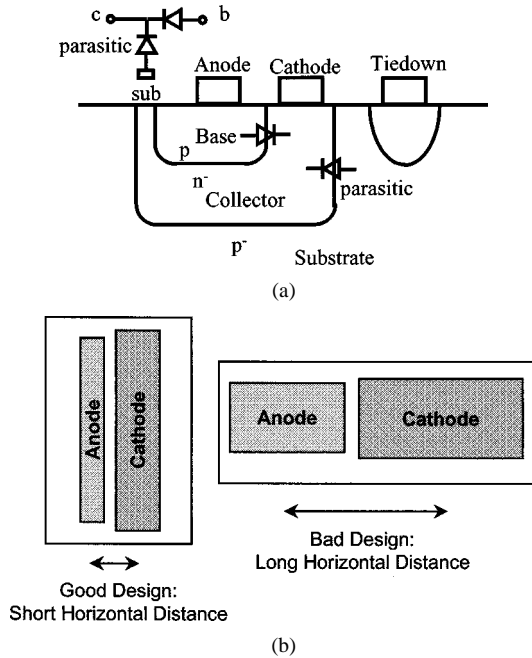 c b
parasitic
sub
Anode Cathode Tiedown
Base
p
n-
Collector
parasitic
p-
Substrate
(a)
Anode
Cathode
Good Design:
Short Horizontal Distance
Anode
Cathode
Bad Design:
Long Horizontal Distance
(b)